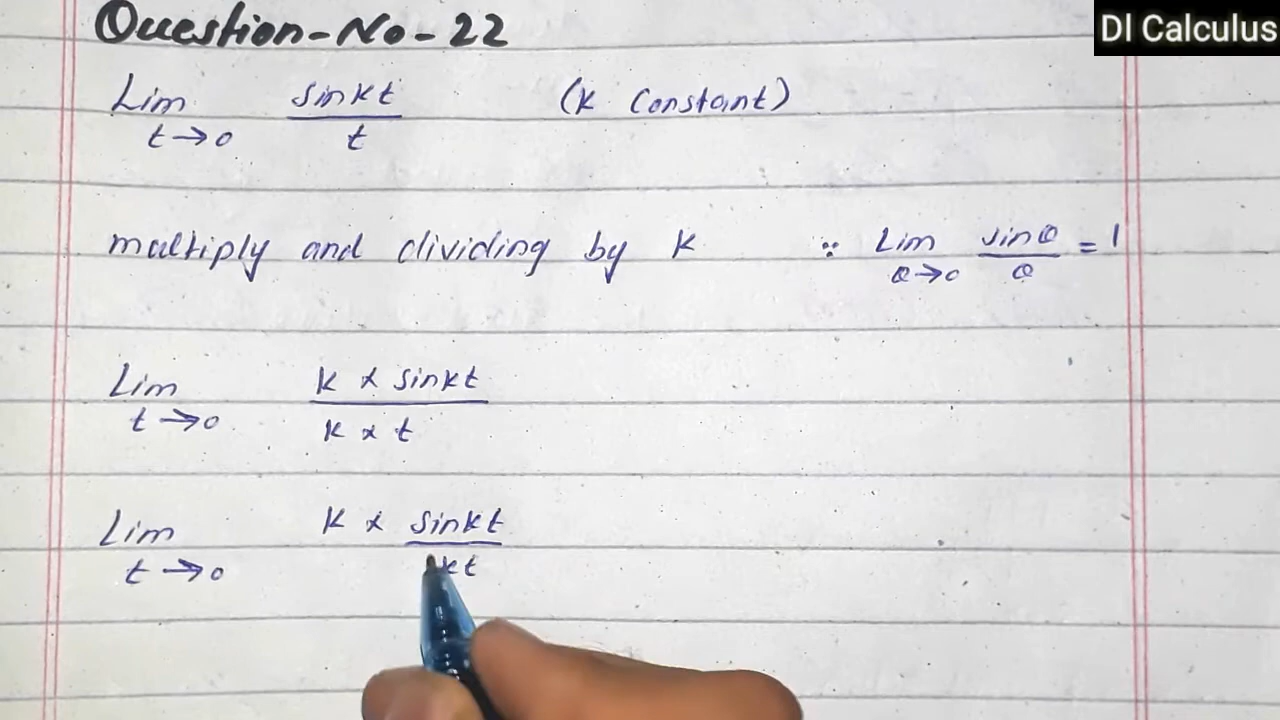 Question-No-22
DI Calculus
Lim sinkt (k constant)
t→0 t
multiply and dividing by k ∵ Lim sinθ = 1
θ→0 θ
Lim k × sinkt
t→0 k × t
Lim k × sinkt
t→0 kt